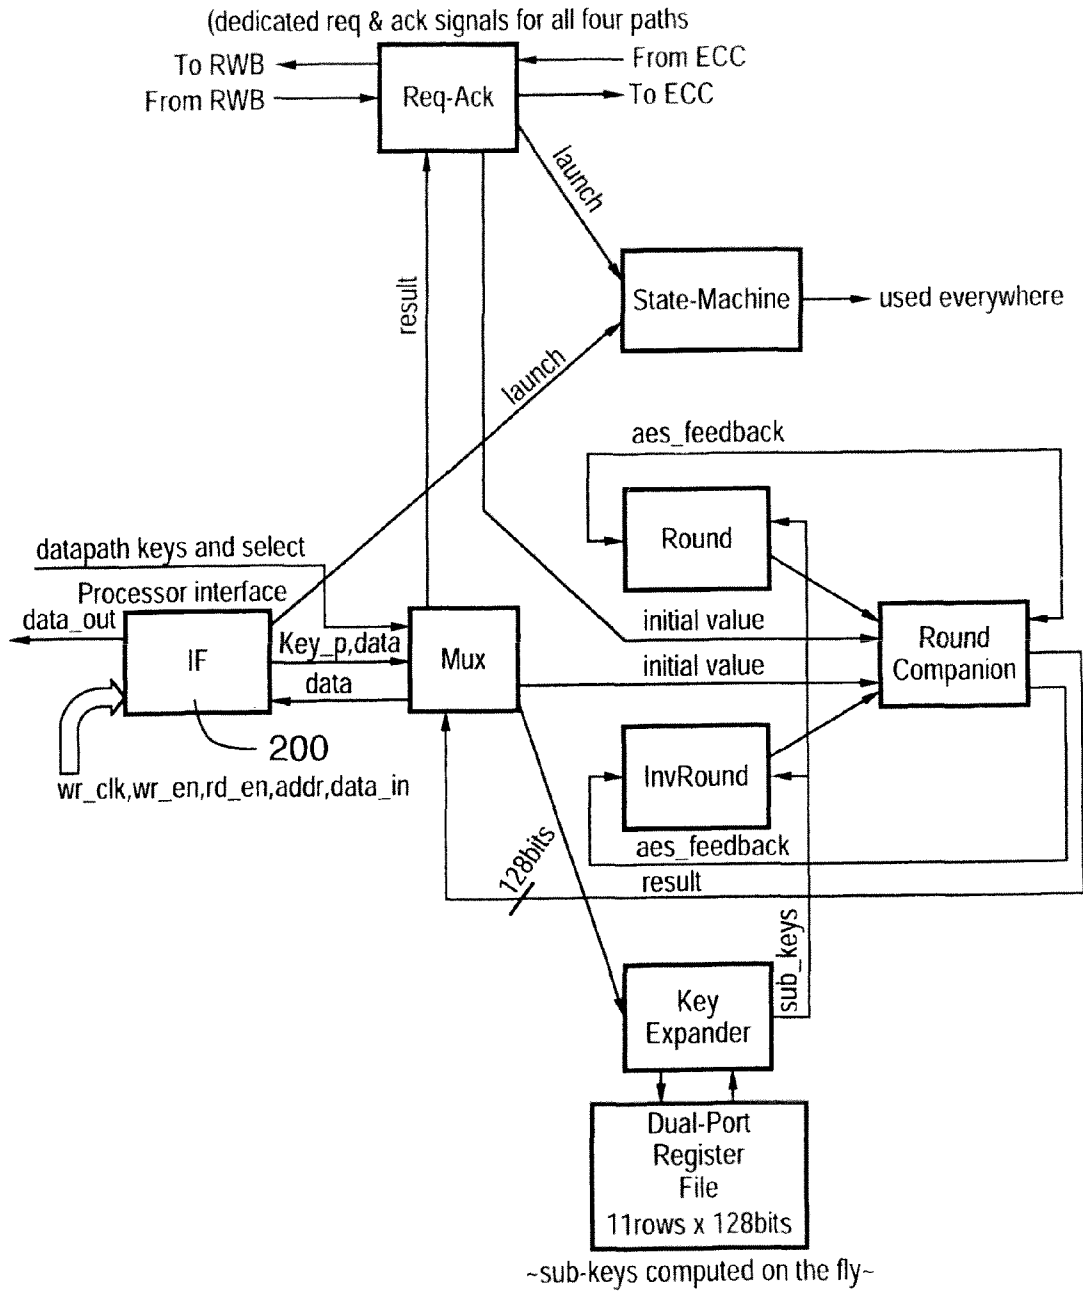 (dedicated req & ack signals for all four paths
To RWB
From RWB
Req-Ack
From ECC
To ECC
launch
result
State-Machine
used everywhere
launch
aes_feedback
Round
datapath keys and select
Processor interface
data_out
IF
Key_p,data
data
Mux
initial value
initial value
Round
Companion
200
wr_clk,wr_en,rd_en,addr,data_in
InvRound
aes_feedback
128bits
result
sub_keys
Key
Expander
Dual-Port
Register
File
11rows x 128bits
~sub-keys computed on the fly~